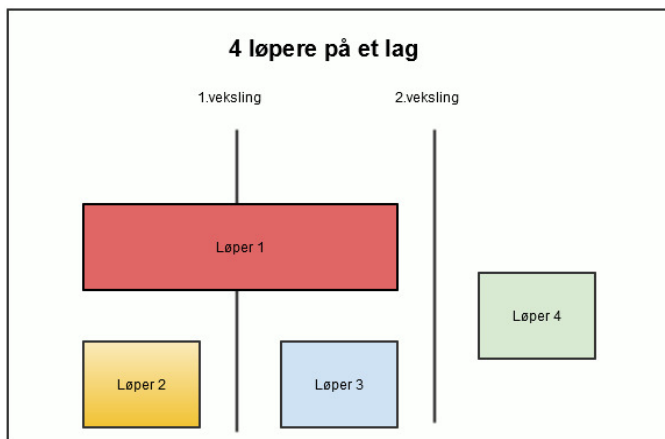 4 løpere på et lag
1.veksling
2.veksling
Løper 1
Løper 4
Løper 2
Løper 3